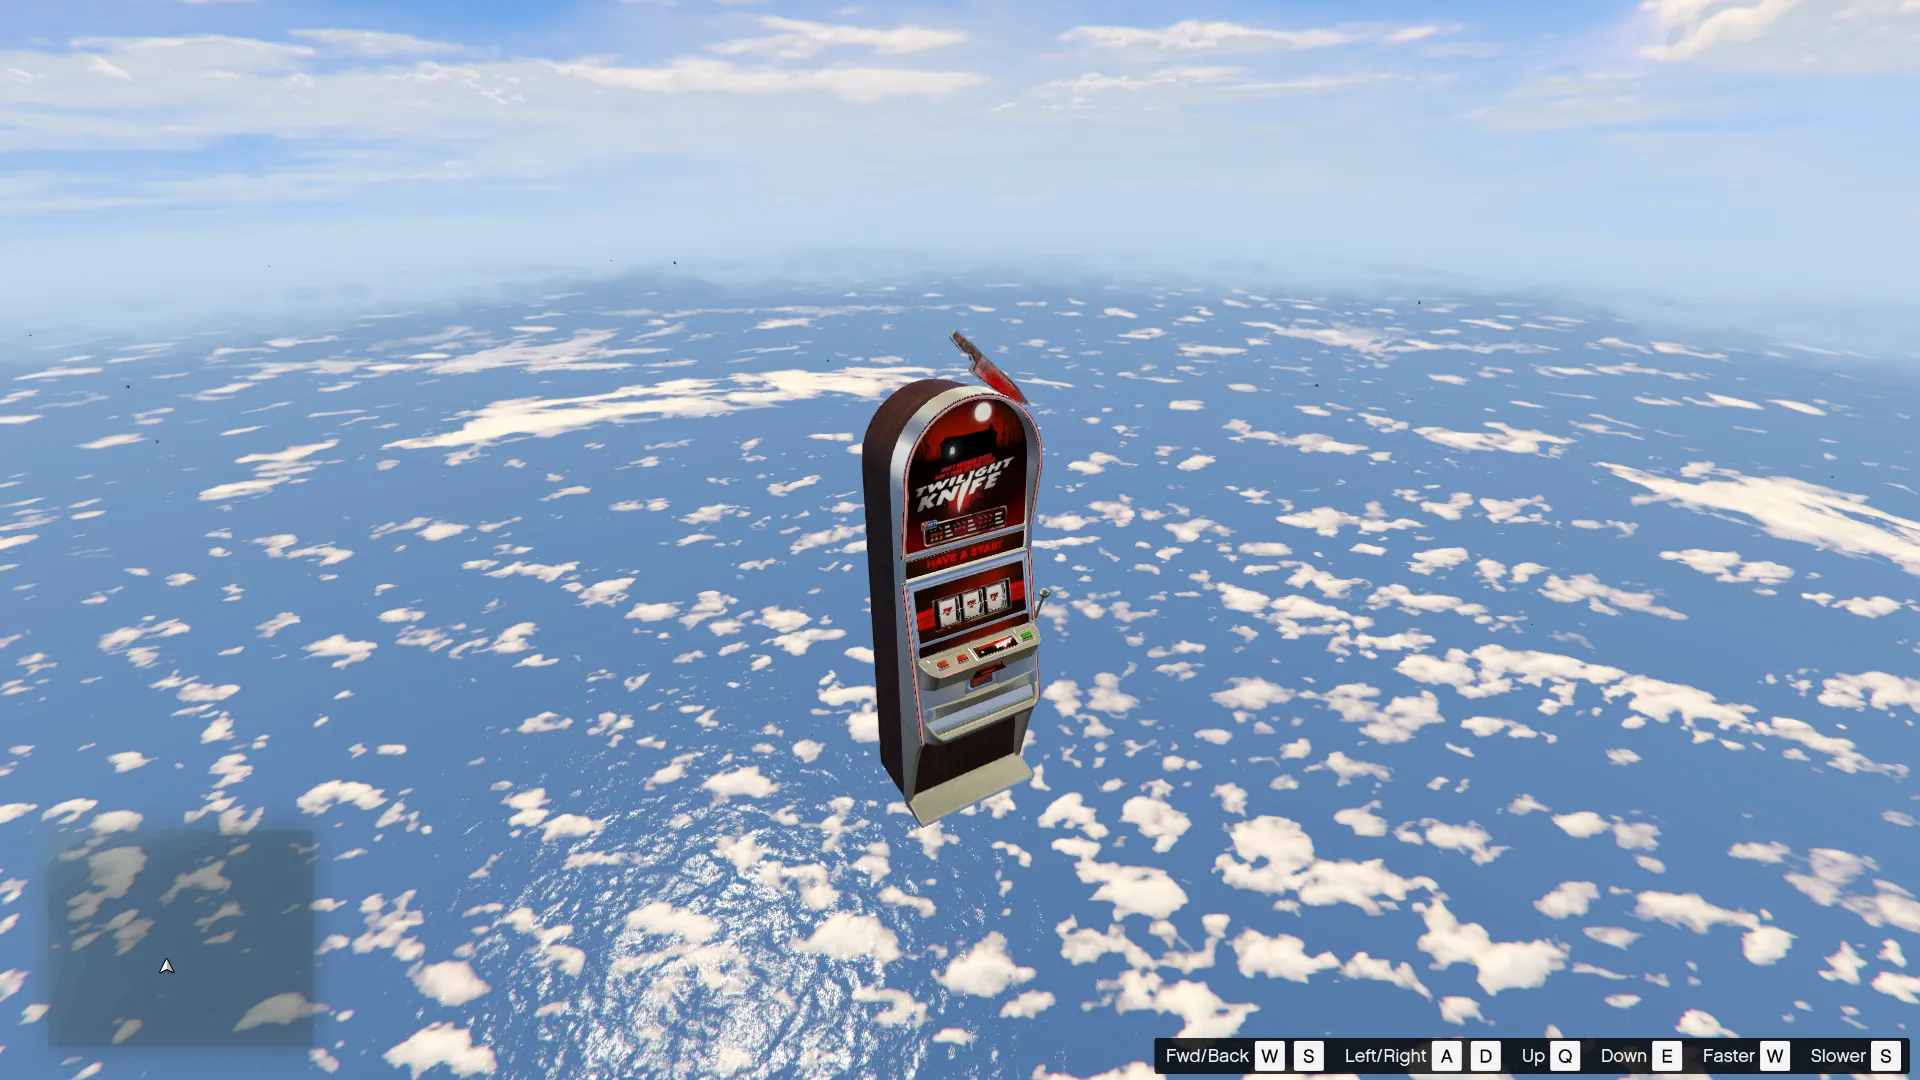 TWILIGHT
KNIFE
HAVE A STAB!
Fwd/Back W S Left/Right A D Up Q Down E Faster W Slower S